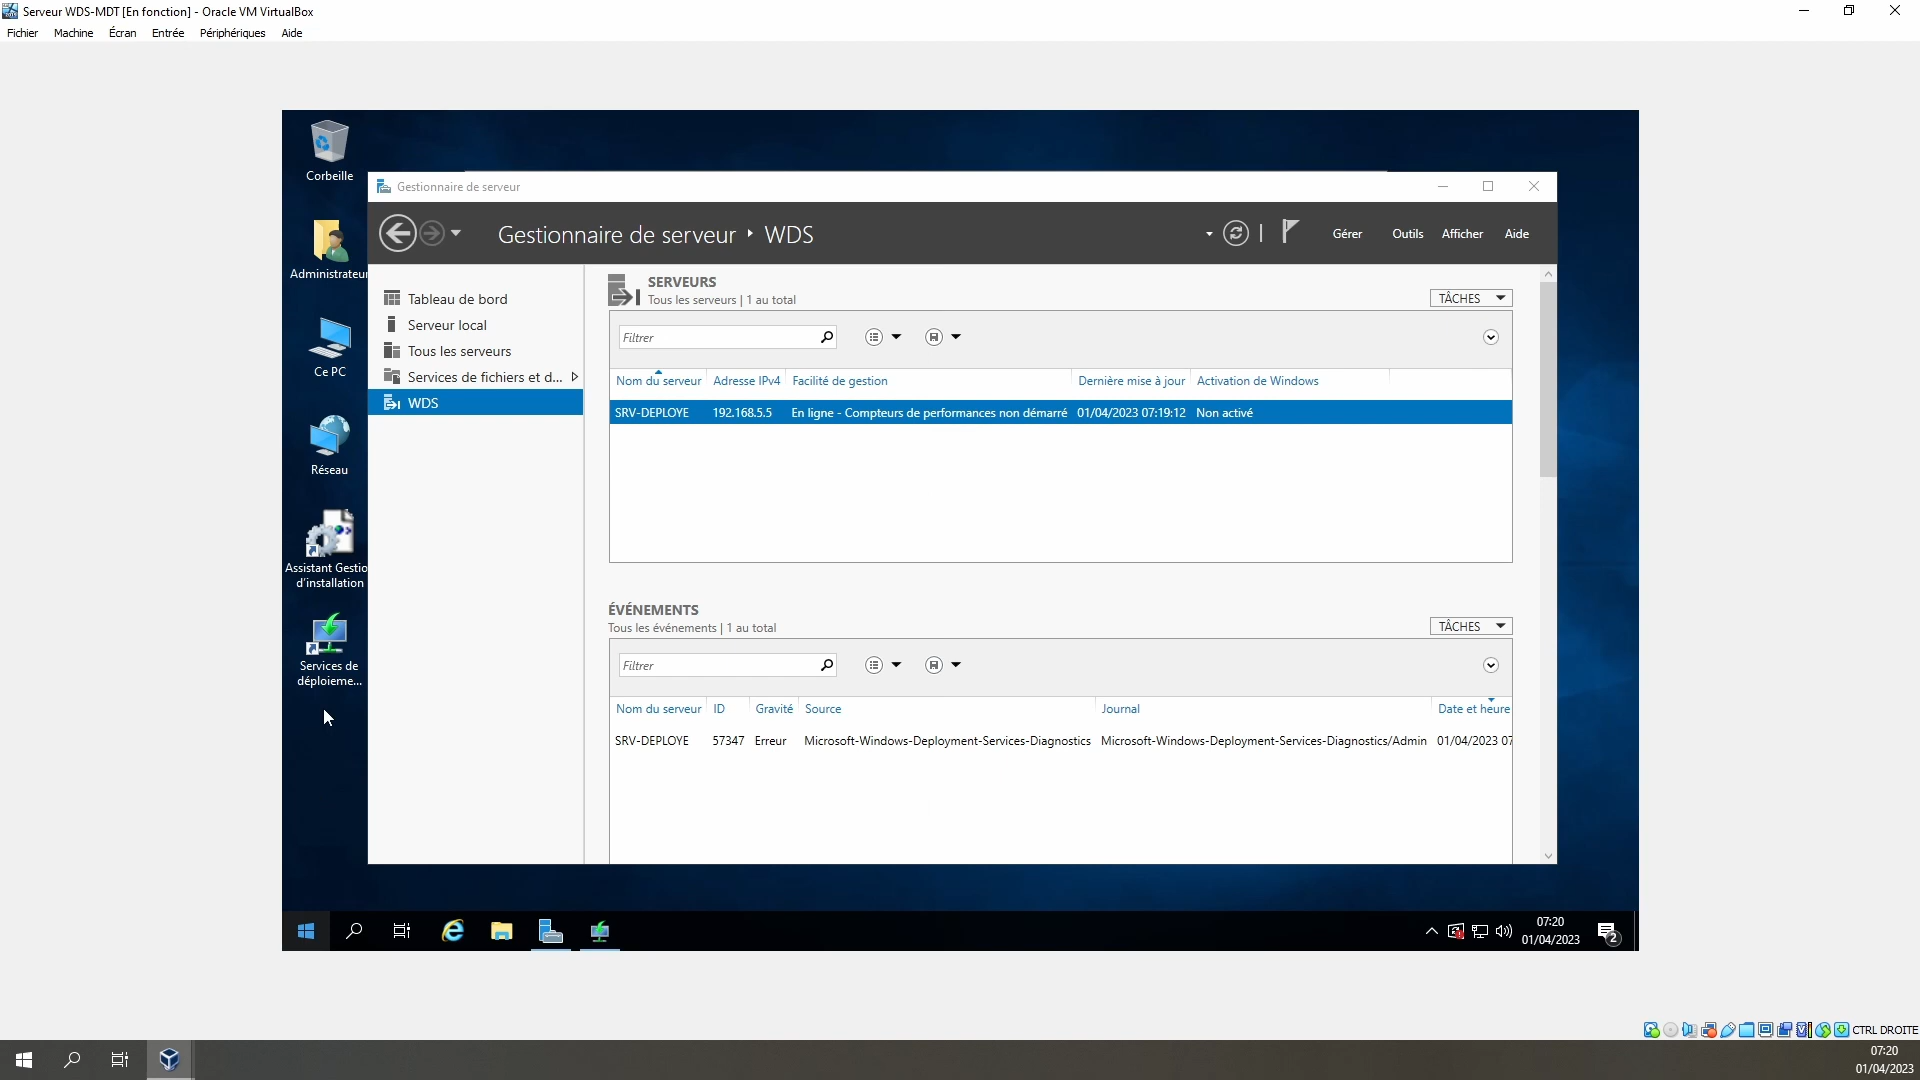 Serveur WDS-MDT [En fonction] - Oracle VM VirtualBox
Fichier Machine Écran Entrée Périphériques Aide
Corbeille
Administrateur
Ce PC
Réseau
Assistant Gestio
d'installation
Services de
déploieme...
Gestionnaire de serveur
Gestionnaire de serveur WDS
Gérer Outils Afficher Aide
Tableau de bord
Serveur local
Tous les serveurs
Services de fichiers et d...
WDS
SERVEURS
Tous les serveurs | 1 au total
TÂCHES
Filtrer
Nom du serveur Adresse IPv4 Facilité de gestion Dernière mise à jour Activation de Windows
SRV-DEPLOYE 192.168.5.5 En ligne - Compteurs de performances non démarré 01/04/2023 07:19:12 Non activé
ÉVÉNEMENTS
Tous les événements | 1 au total
TÂCHES
Filtrer
Nom du serveur ID Gravité Source Journal Date et heure
SRV-DEPLOYE 57347 Erreur Microsoft-Windows-Deployment-Services-Diagnostics Microsoft-Windows-Deployment-Services-Diagnostics/Admin 01/04/2023 07
07:20
01/04/2023
2
CTRL DROITE
07:20
01/04/2023